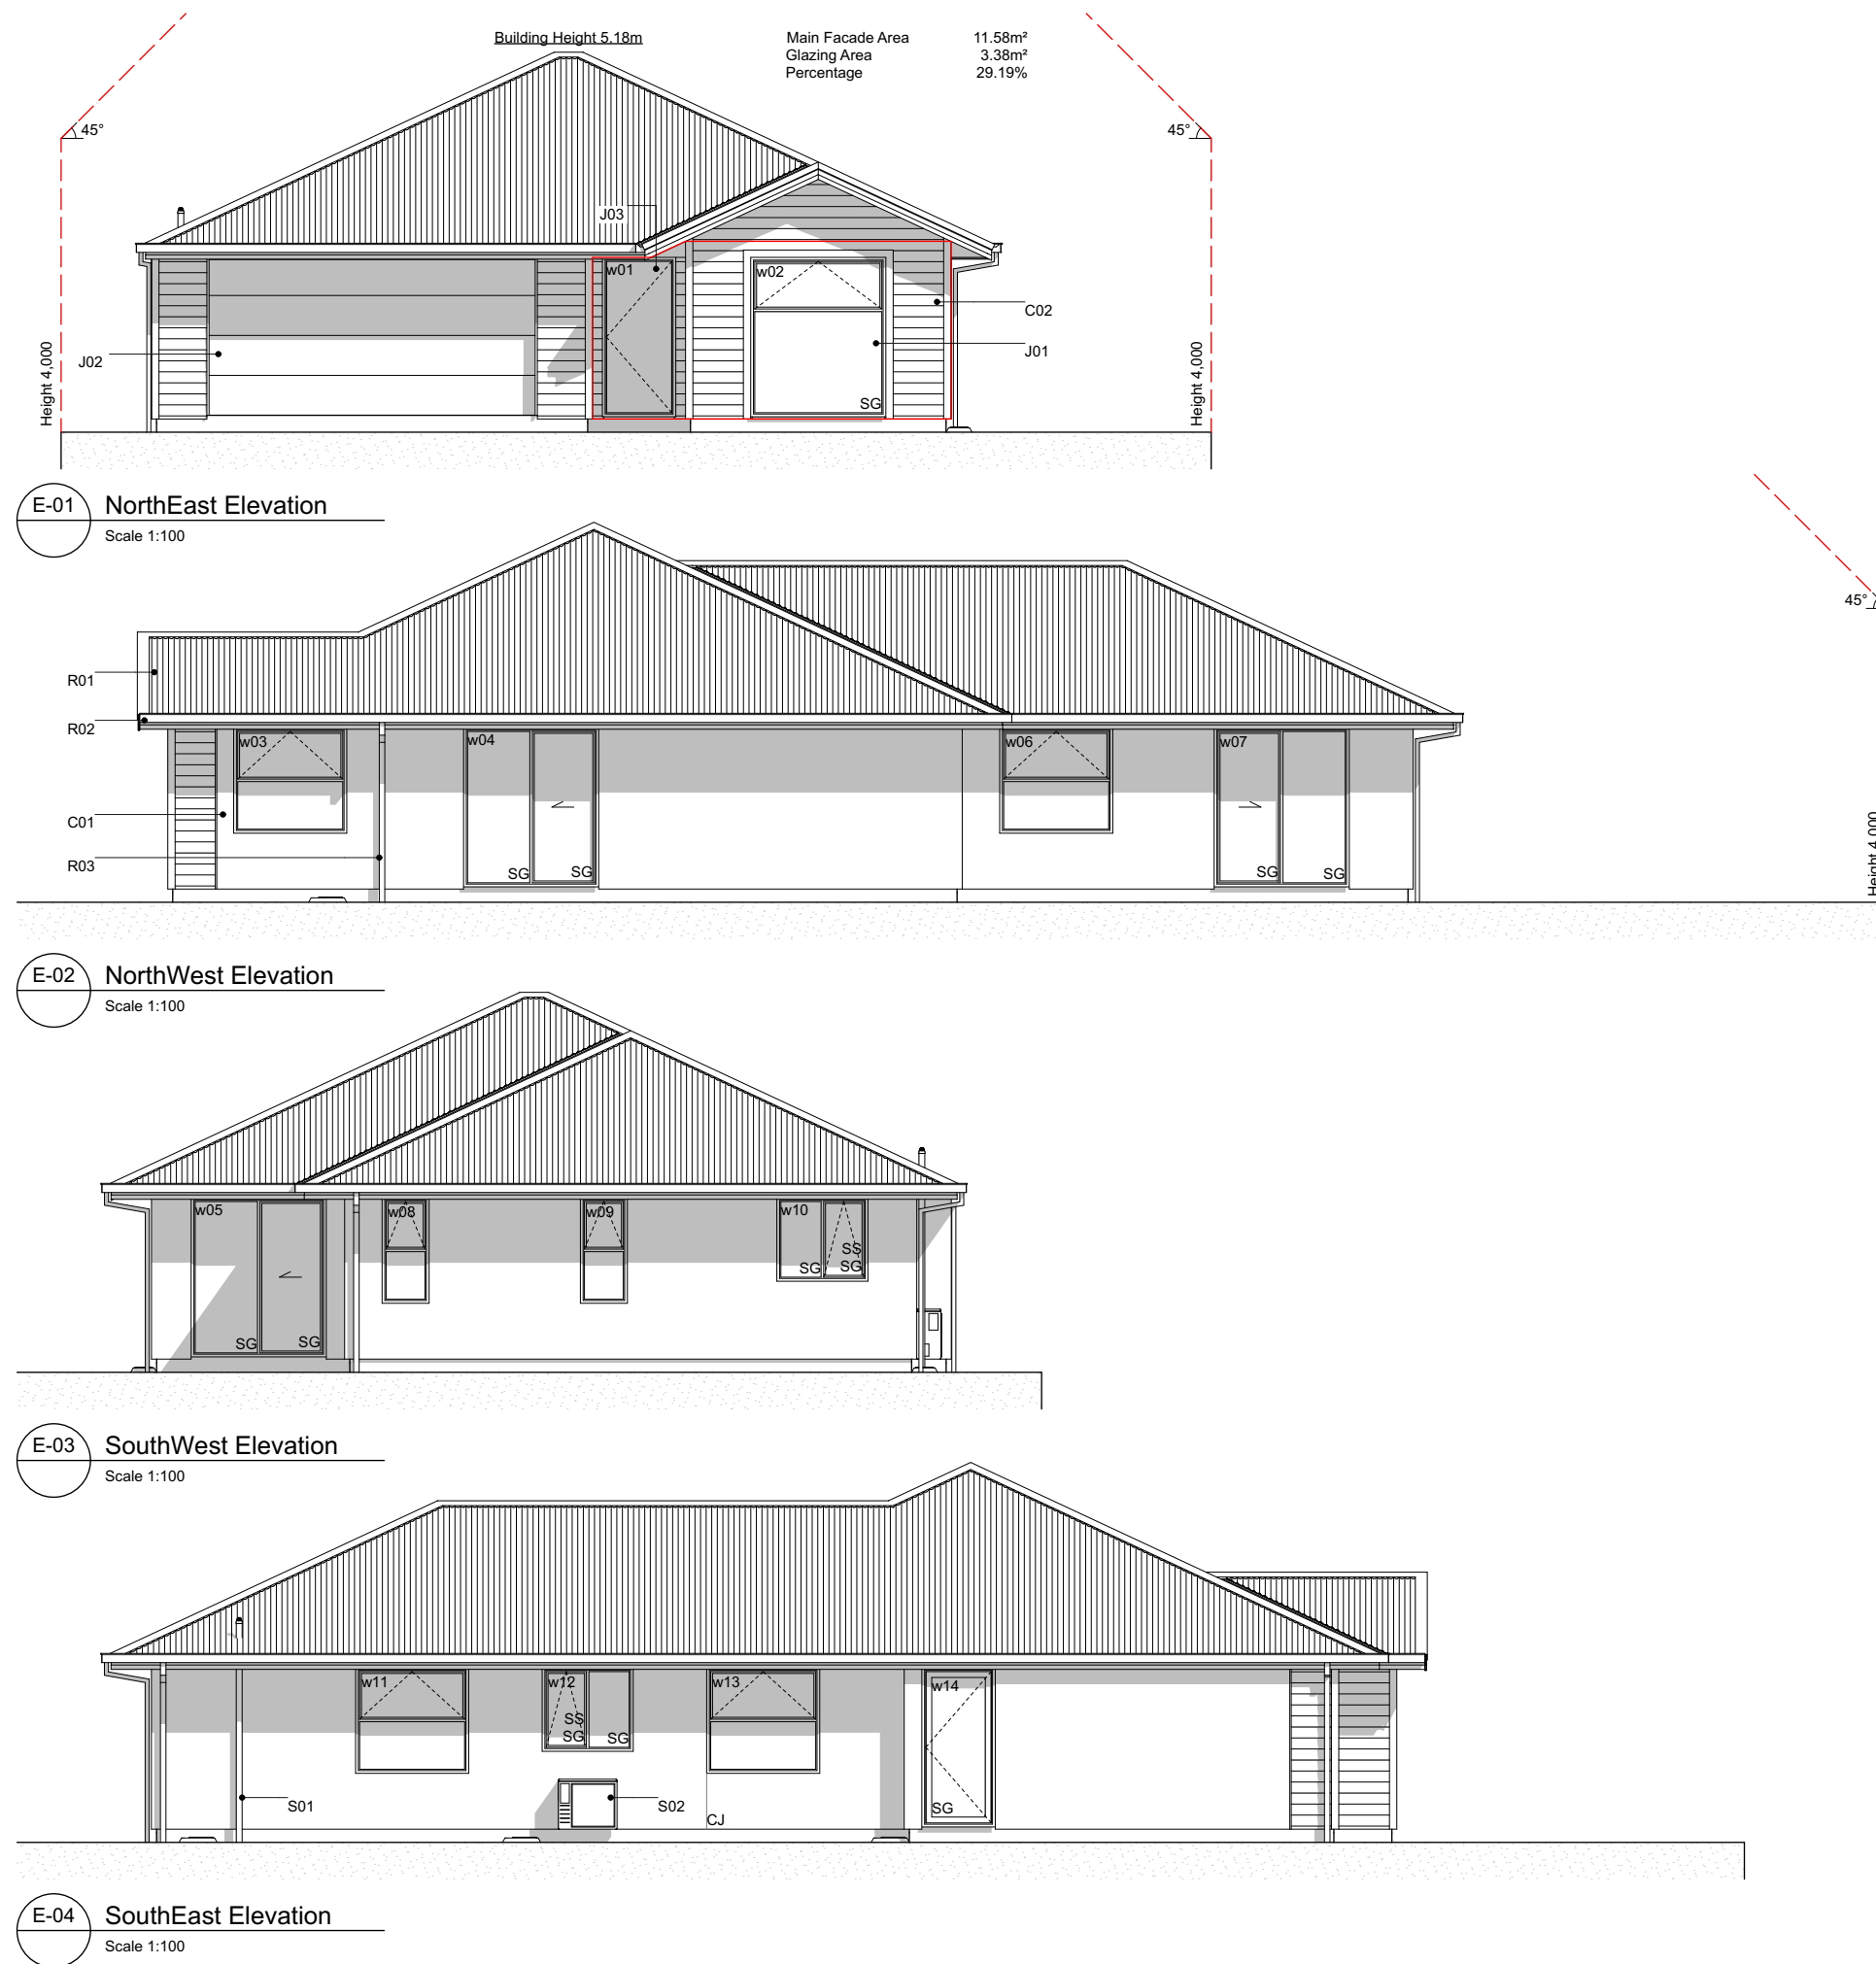 Building Height 5.18m
Main Facade Area 11.58m²
Glazing Area 3.38m²
Percentage 29.19%
45°
45°
J03
w01
w02
C02
J01
J02
SG
Height 4,000
Height 4,000
E-01 NorthEast Elevation
Scale 1:100
45°
R01
R02
w03
w04
w06
w07
C01
R03
SG
SG
SG
SG
Height 4,000
E-02 NorthWest Elevation
Scale 1:100
w05
w08
w09
w10
SS
SG
SG
SG
SG
E-03 SouthWest Elevation
Scale 1:100
w11
w12
w13
w14
SS
SG
SG
S01
S02
SG
CJ
E-04 SouthEast Elevation
Scale 1:100